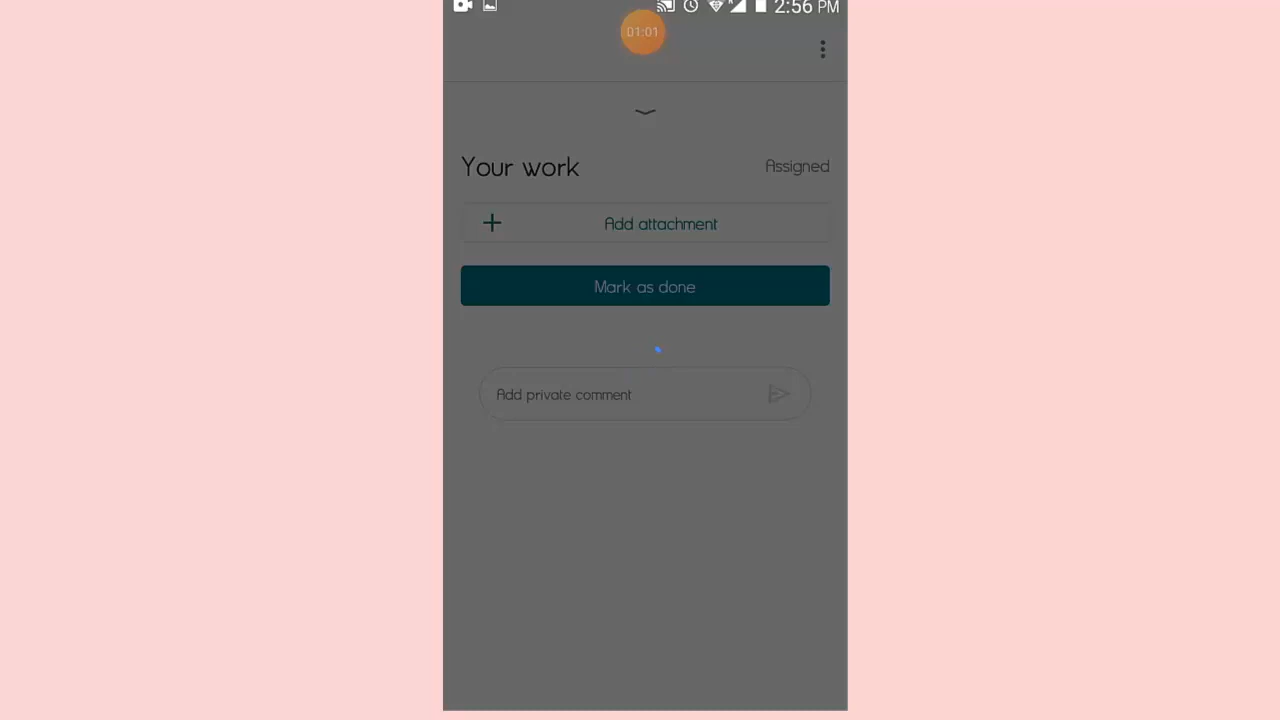 2:56 PM
01:01
Your work
Assigned
Add attachment
Mark as done
Add private comment